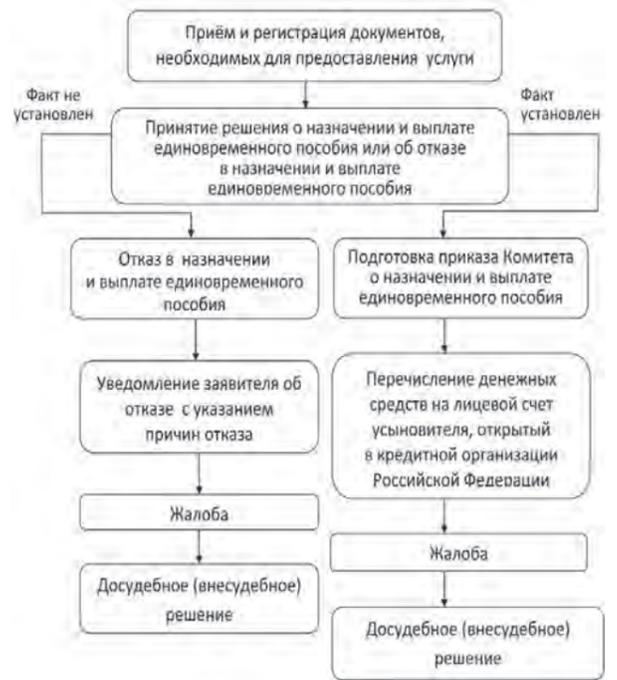 Приём и регистрация документов,
необходимых для предоставления услуги
Факт не
установлен
Факт
установлен
Принятие решения о назначении и выплате
единовременного пособия или об отказе
в назначении и выплате
единовременного пособия
Отказ в назначении
и выплате единовременного
пособия
Подготовка приказа Комитета
о назначении и выплате
единовременного пособия
Уведомление заявителя об
отказе с указанием
причин отказа
Перечисление денежных
средств на лицевой счет
усыновителя, открытый
в кредитной организации
Российской Федерации
Жалоба
Жалоба
Досудебное (внесудебное)
решение
Досудебное (внесудебное)
решение